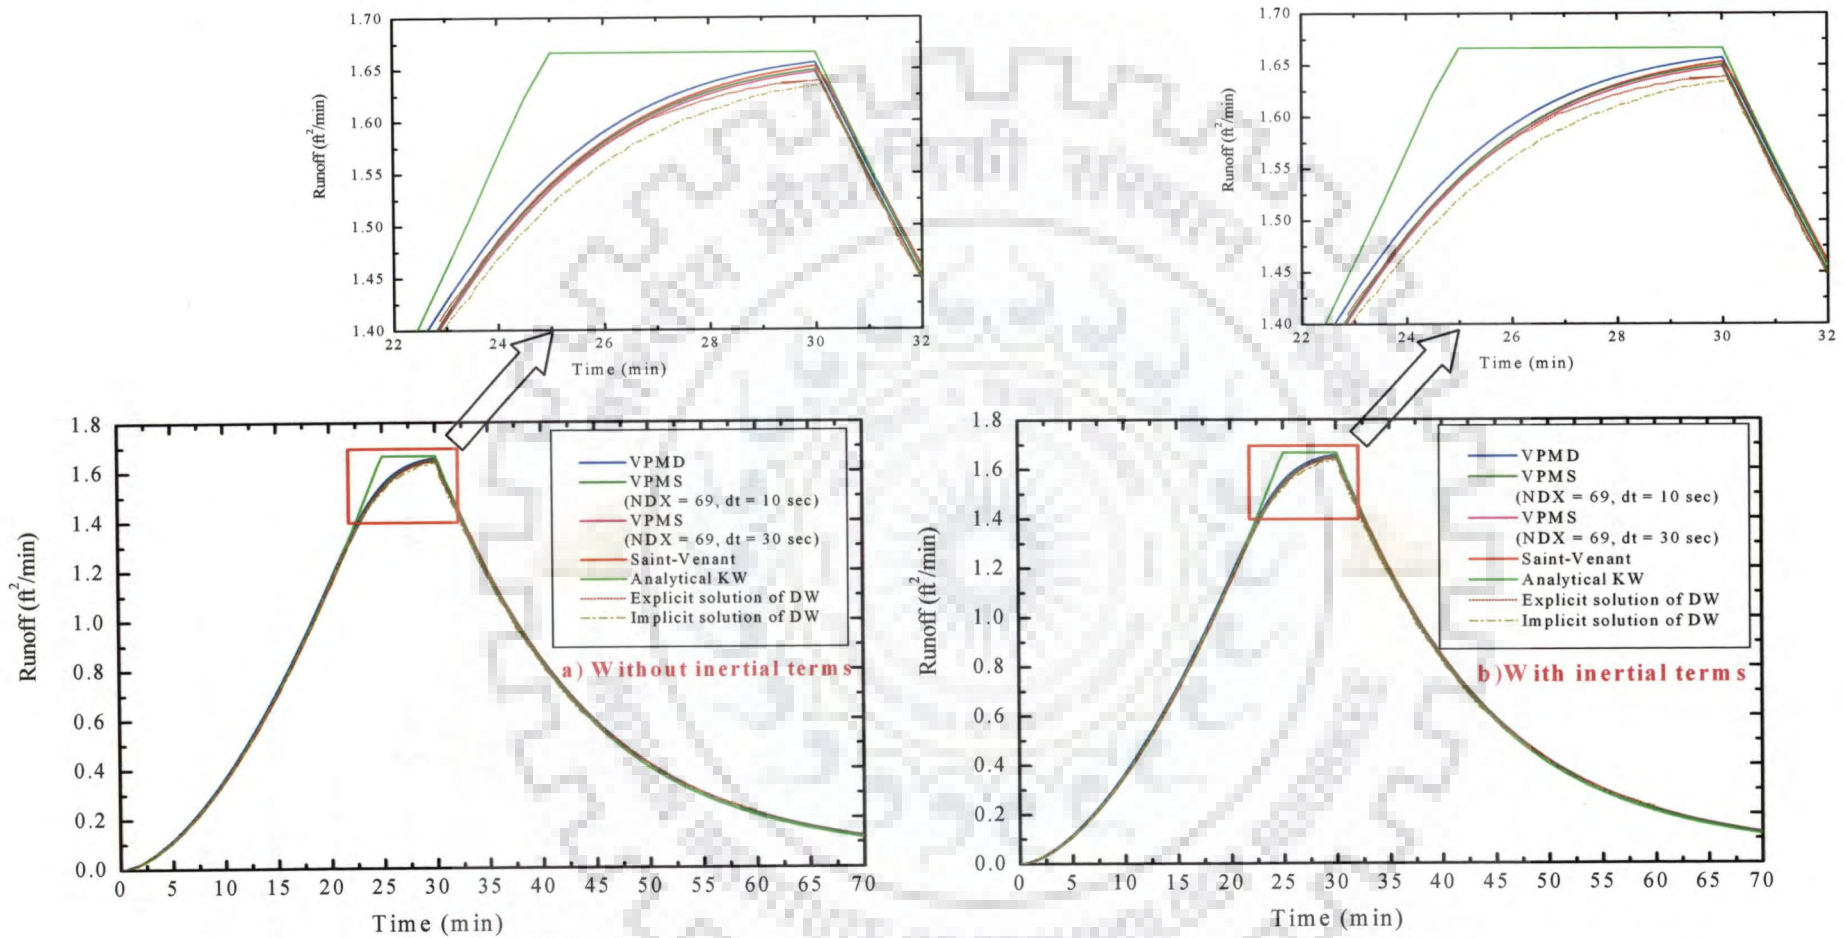 1.70
1.65
1.60
1.55
1.50
1.45
1.40
Runoff (ft²/min)
22 24 26 28 30 32
Time (min)
1.70
1.65
1.60
1.55
1.50
1.45
1.40
Runoff (ft²/min)
22 24 26 28 30 32
Time (min)
1.8
1.6
1.4
1.2
1.0
0.8
0.6
0.4
0.2
0.0
Runoff (ft²/min)
VPMD
VPMS
(NDX = 69, dt = 10 sec)
VPMS
(NDX = 69, dt = 30 sec)
Saint-Venant
Analytical KW
Explicit solution of DW
Implicit solution of DW
a) Without inertial terms
0 5 10 15 20 25 30 35 40 45 50 55 60 65 70
Time (min)
1.8
1.6
1.4
1.2
1.0
0.8
0.6
0.4
0.2
0.0
Runoff (ft²/min)
VPMD
VPMS
(NDX = 69, dt = 10 sec)
VPMS
(NDX = 69, dt = 30 sec)
Saint-Venant
Analytical KW
Explicit solution of DW
Implicit solution of DW
b)With inertial terms
0 5 10 15 20 25 30 35 40 45 50 55 60 65 70
Time (min)